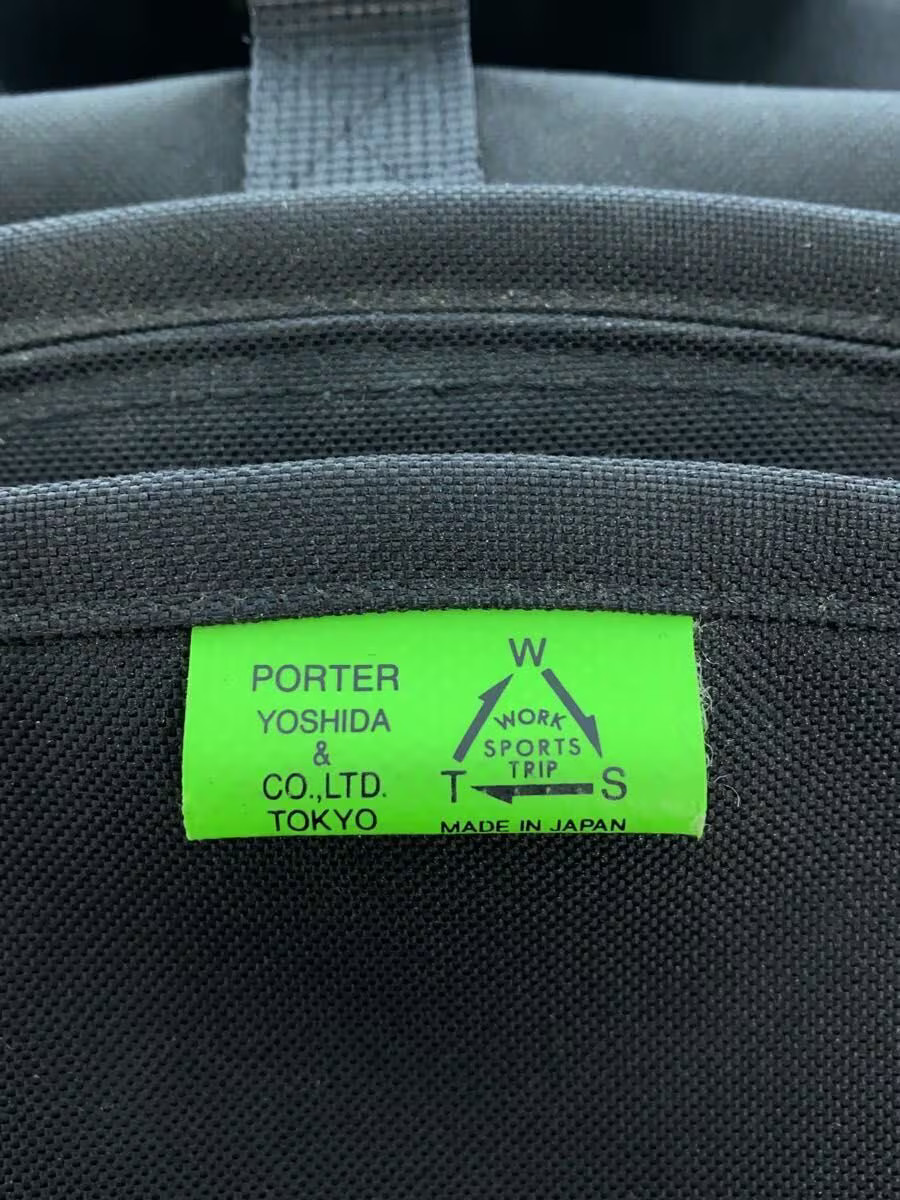 PORTER
YOSHIDA
&
CO.,LTD.
TOKYO
W
WORK
SPORTS
TRIP
T S
MADE IN JAPAN